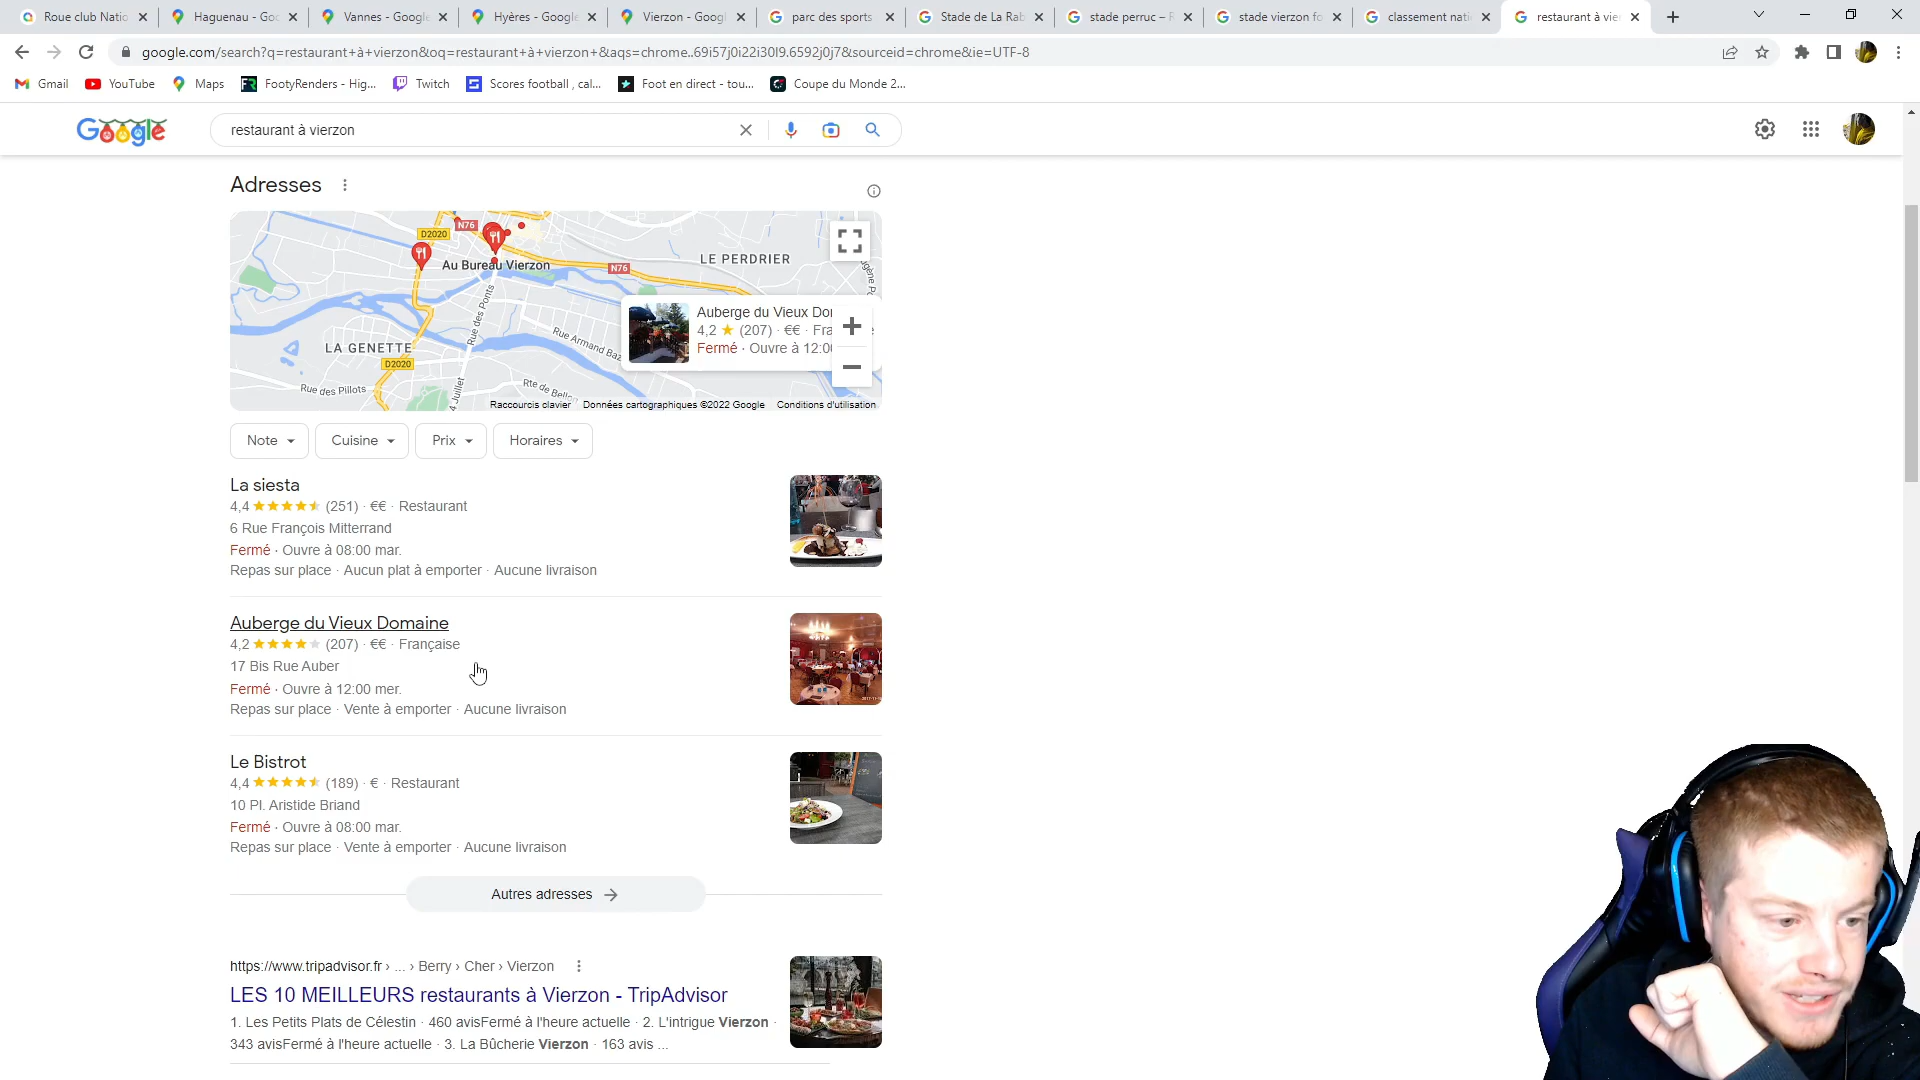 Roue club Natio
Haguenau - Goo
Vannes - Google
Hyères - Google
Vierzon - Googl
parc des sports
Stade de La Rab
stade perruc – F
stade vierzon fo
classement nati
restaurant à vie
google.com/search?q=restaurant+à+vierzon&oq=restaurant+à+vierzon+&aqs=chrome..69i57j0i22i30l9.6592j0j7&sourceid=chrome&ie=UTF-8
Gmail
YouTube
Maps
FootyRenders - Hig...
Twitch
Scores football , cal...
Foot en direct - tou...
Coupe du Monde 2...
Google
restaurant à vierzon
Adresses
N76
D2020
Au Bureau Vierzon
LE PERDRIER
N76
Rue des Ponts
Rue Armand Baz
LA GENETTE
D2020
Rue des Pillots
Rte de Bello
Auberge du Vieux Do
4,2 (207) · €€ · Fra
Fermé · Ouvre à 12:0
Raccourcis clavier Données cartographiques ©2022 Google Conditions d'utilisation
Note
Cuisine
Prix
Horaires
La siesta
4,4 (251) · €€ · Restaurant
6 Rue François Mitterrand
Fermé · Ouvre à 08:00 mar.
Repas sur place · Aucun plat à emporter · Aucune livraison
Auberge du Vieux Domaine
4,2 (207) · €€ · Française
17 Bis Rue Auber
Fermé · Ouvre à 12:00 mer.
Repas sur place · Vente à emporter · Aucune livraison
Le Bistrot
4,4 (189) · € · Restaurant
10 Pl. Aristide Briand
Fermé · Ouvre à 08:00 mar.
Repas sur place · Vente à emporter · Aucune livraison
Autres adresses
https://www.tripadvisor.fr › ... › Berry › Cher › Vierzon
LES 10 MEILLEURS restaurants à Vierzon - TripAdvisor
1. Les Petits Plats de Célestin · 460 avisFermé à l'heure actuelle · 2. L'intrigue Vierzon ·
343 avisFermé à l'heure actuelle · 3. La Bûcherie Vierzon · 163 avis ...